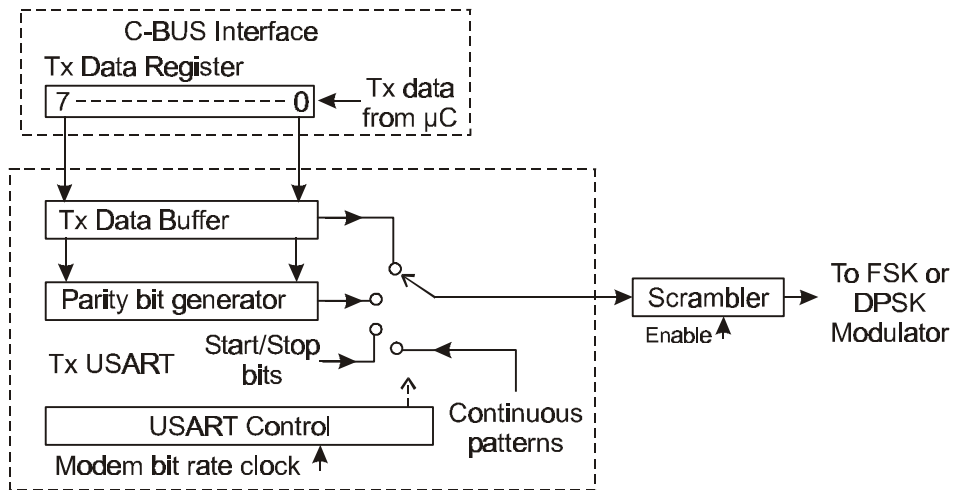 C-BUS Interface
Tx Data Register
7 0
Tx data
from µC
Tx Data Buffer
Parity bit generator
Start/Stop
bits
Tx USART
USART Control
Modem bit rate clock
Continuous
patterns
Scrambler
Enable
To FSK or
DPSK
Modulator